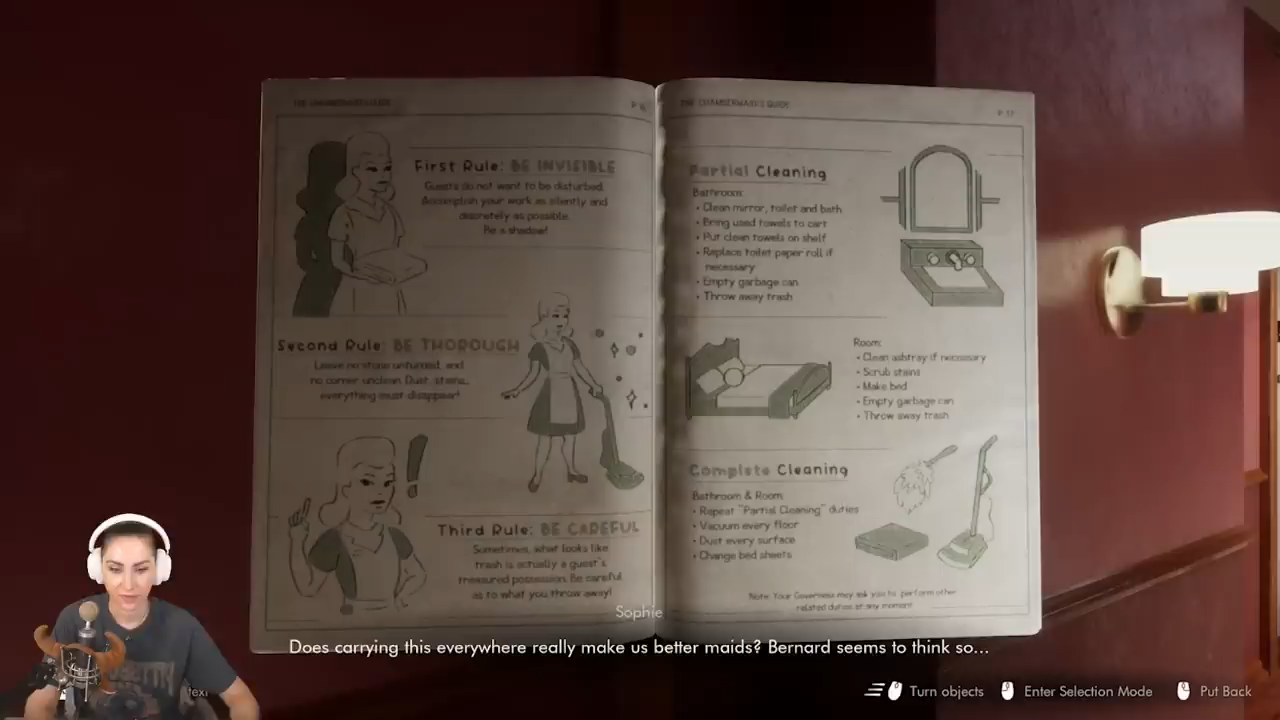 THE CHAMBERMAID'S GUIDE
First Rule: BE INVISIBLE
Guests do not want to be disturbed.
Accomplish your work as silently and
discretely as possible.
Be a shadow!
Second Rule: BE THOROUGH
Leave no stone unturned, and
no corner unclean. Dust, stains,
everything must disappear!
Third Rule: BE CAREFUL
Sometimes, what looks like
trash is actually a guest's
treasured possession. Be careful
as to what you throw away!
THE CHAMBERMAID'S GUIDE
P. 17
Partial Cleaning
Bathroom:
• Clean mirror, toilet and bath
• Bring used towels to cart
• Put clean towels on shelf
• Replace toilet paper roll if
necessary
• Empty garbage can
• Throw away trash
Room:
• Clean ashtray if necessary
• Scrub stains
• Make bed
• Empty garbage can
• Throw away trash
Complete Cleaning
Bathroom & Room:
• Repeat "Partial Cleaning" duties
• Vacuum every floor
• Dust every surface
• Change bed sheets
Note: Your Governess may ask you to perform other
related duties at any moment
Sophie
Does carrying this everywhere really make us better maids? Bernard seems to think so...
text
Turn objects
Enter Selection Mode
Put Back